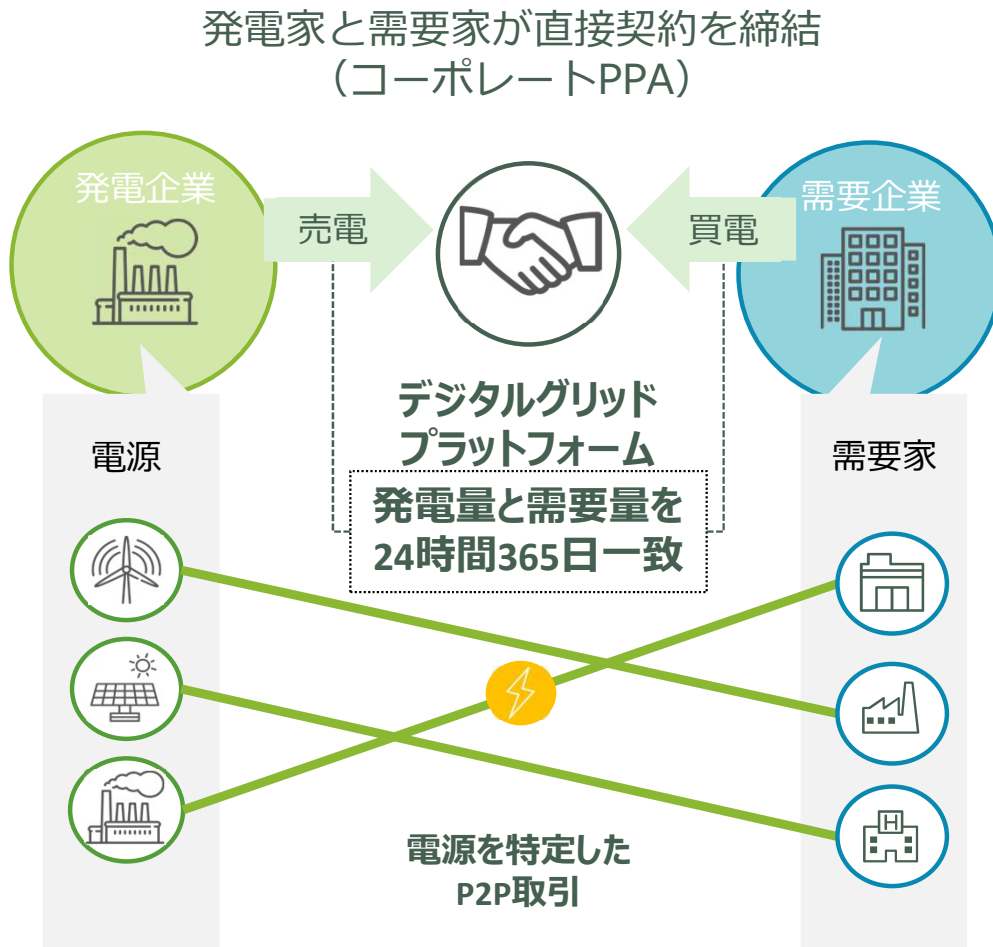 発電家と需要家が直接契約を締結
（コーポレートPPA）
発電企業
売電
買電
需要企業
デジタルグリッド
プラットフォーム
電源
需要家
発電量と需要量を
24時間365日一致
H
電源を特定した
P2P取引